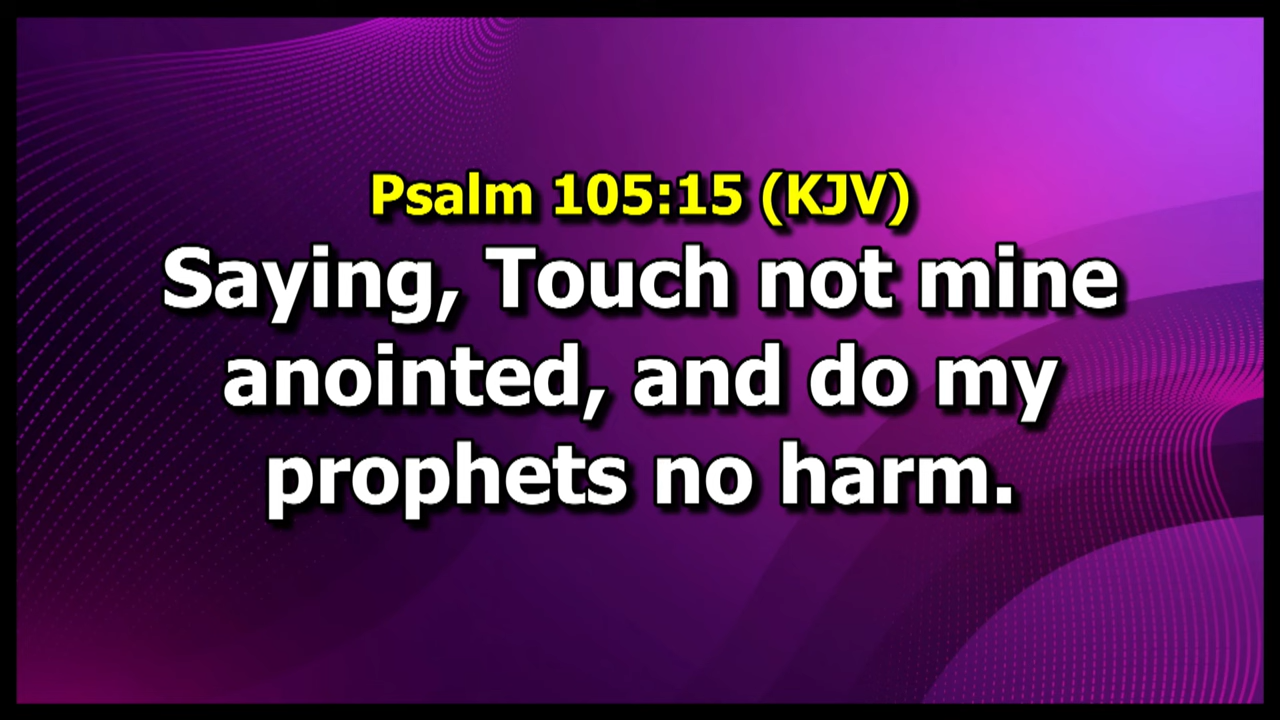 Psalm 105:15 (KJV)
Saying, Touch not mine
anointed, and do my
prophets no harm.